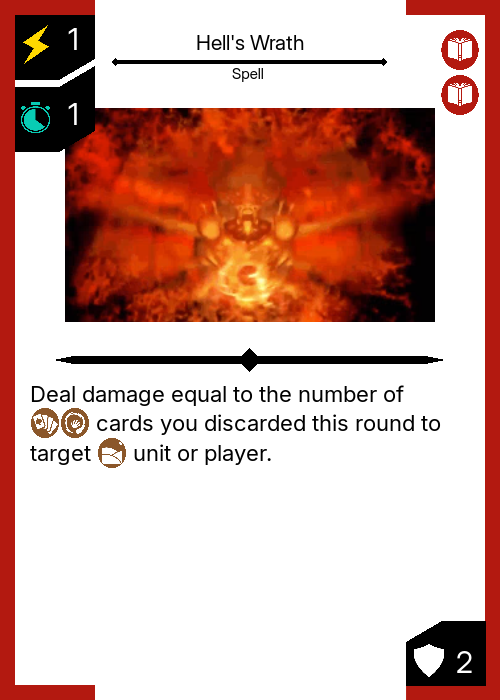 1
Hell's Wrath
Spell
1
Deal damage equal to the number of
cards you discarded this round to
target unit or player.
2